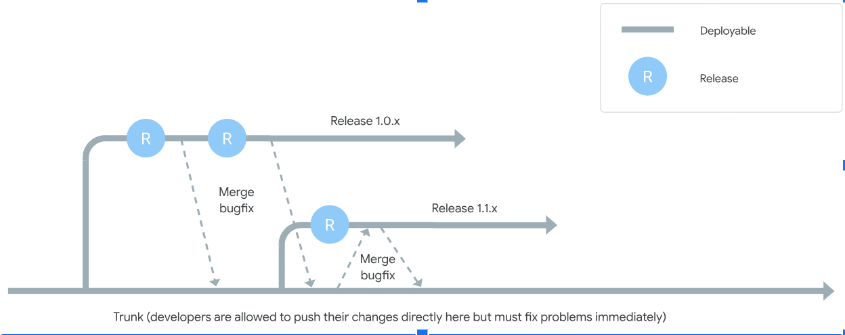 Deployable
R
Release
Release 1.0.x
R
R
Merge
bugfix
Release 1.1.x
R
Merge
bugfix
Trunk (developers are allowed to push their changes directly here but must fix problems immediately)